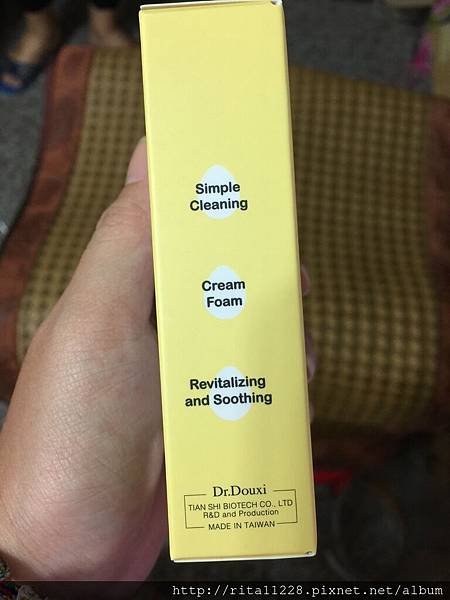 Simple
Cleaning
Cream
Foam
Revitalizing
and Soothing
Dr.Douxi
TIAN SHI BIOTECH CO., LTD
R&D and Production
MADE IN TAIWAN
http://rita11228.pixnet.net/album